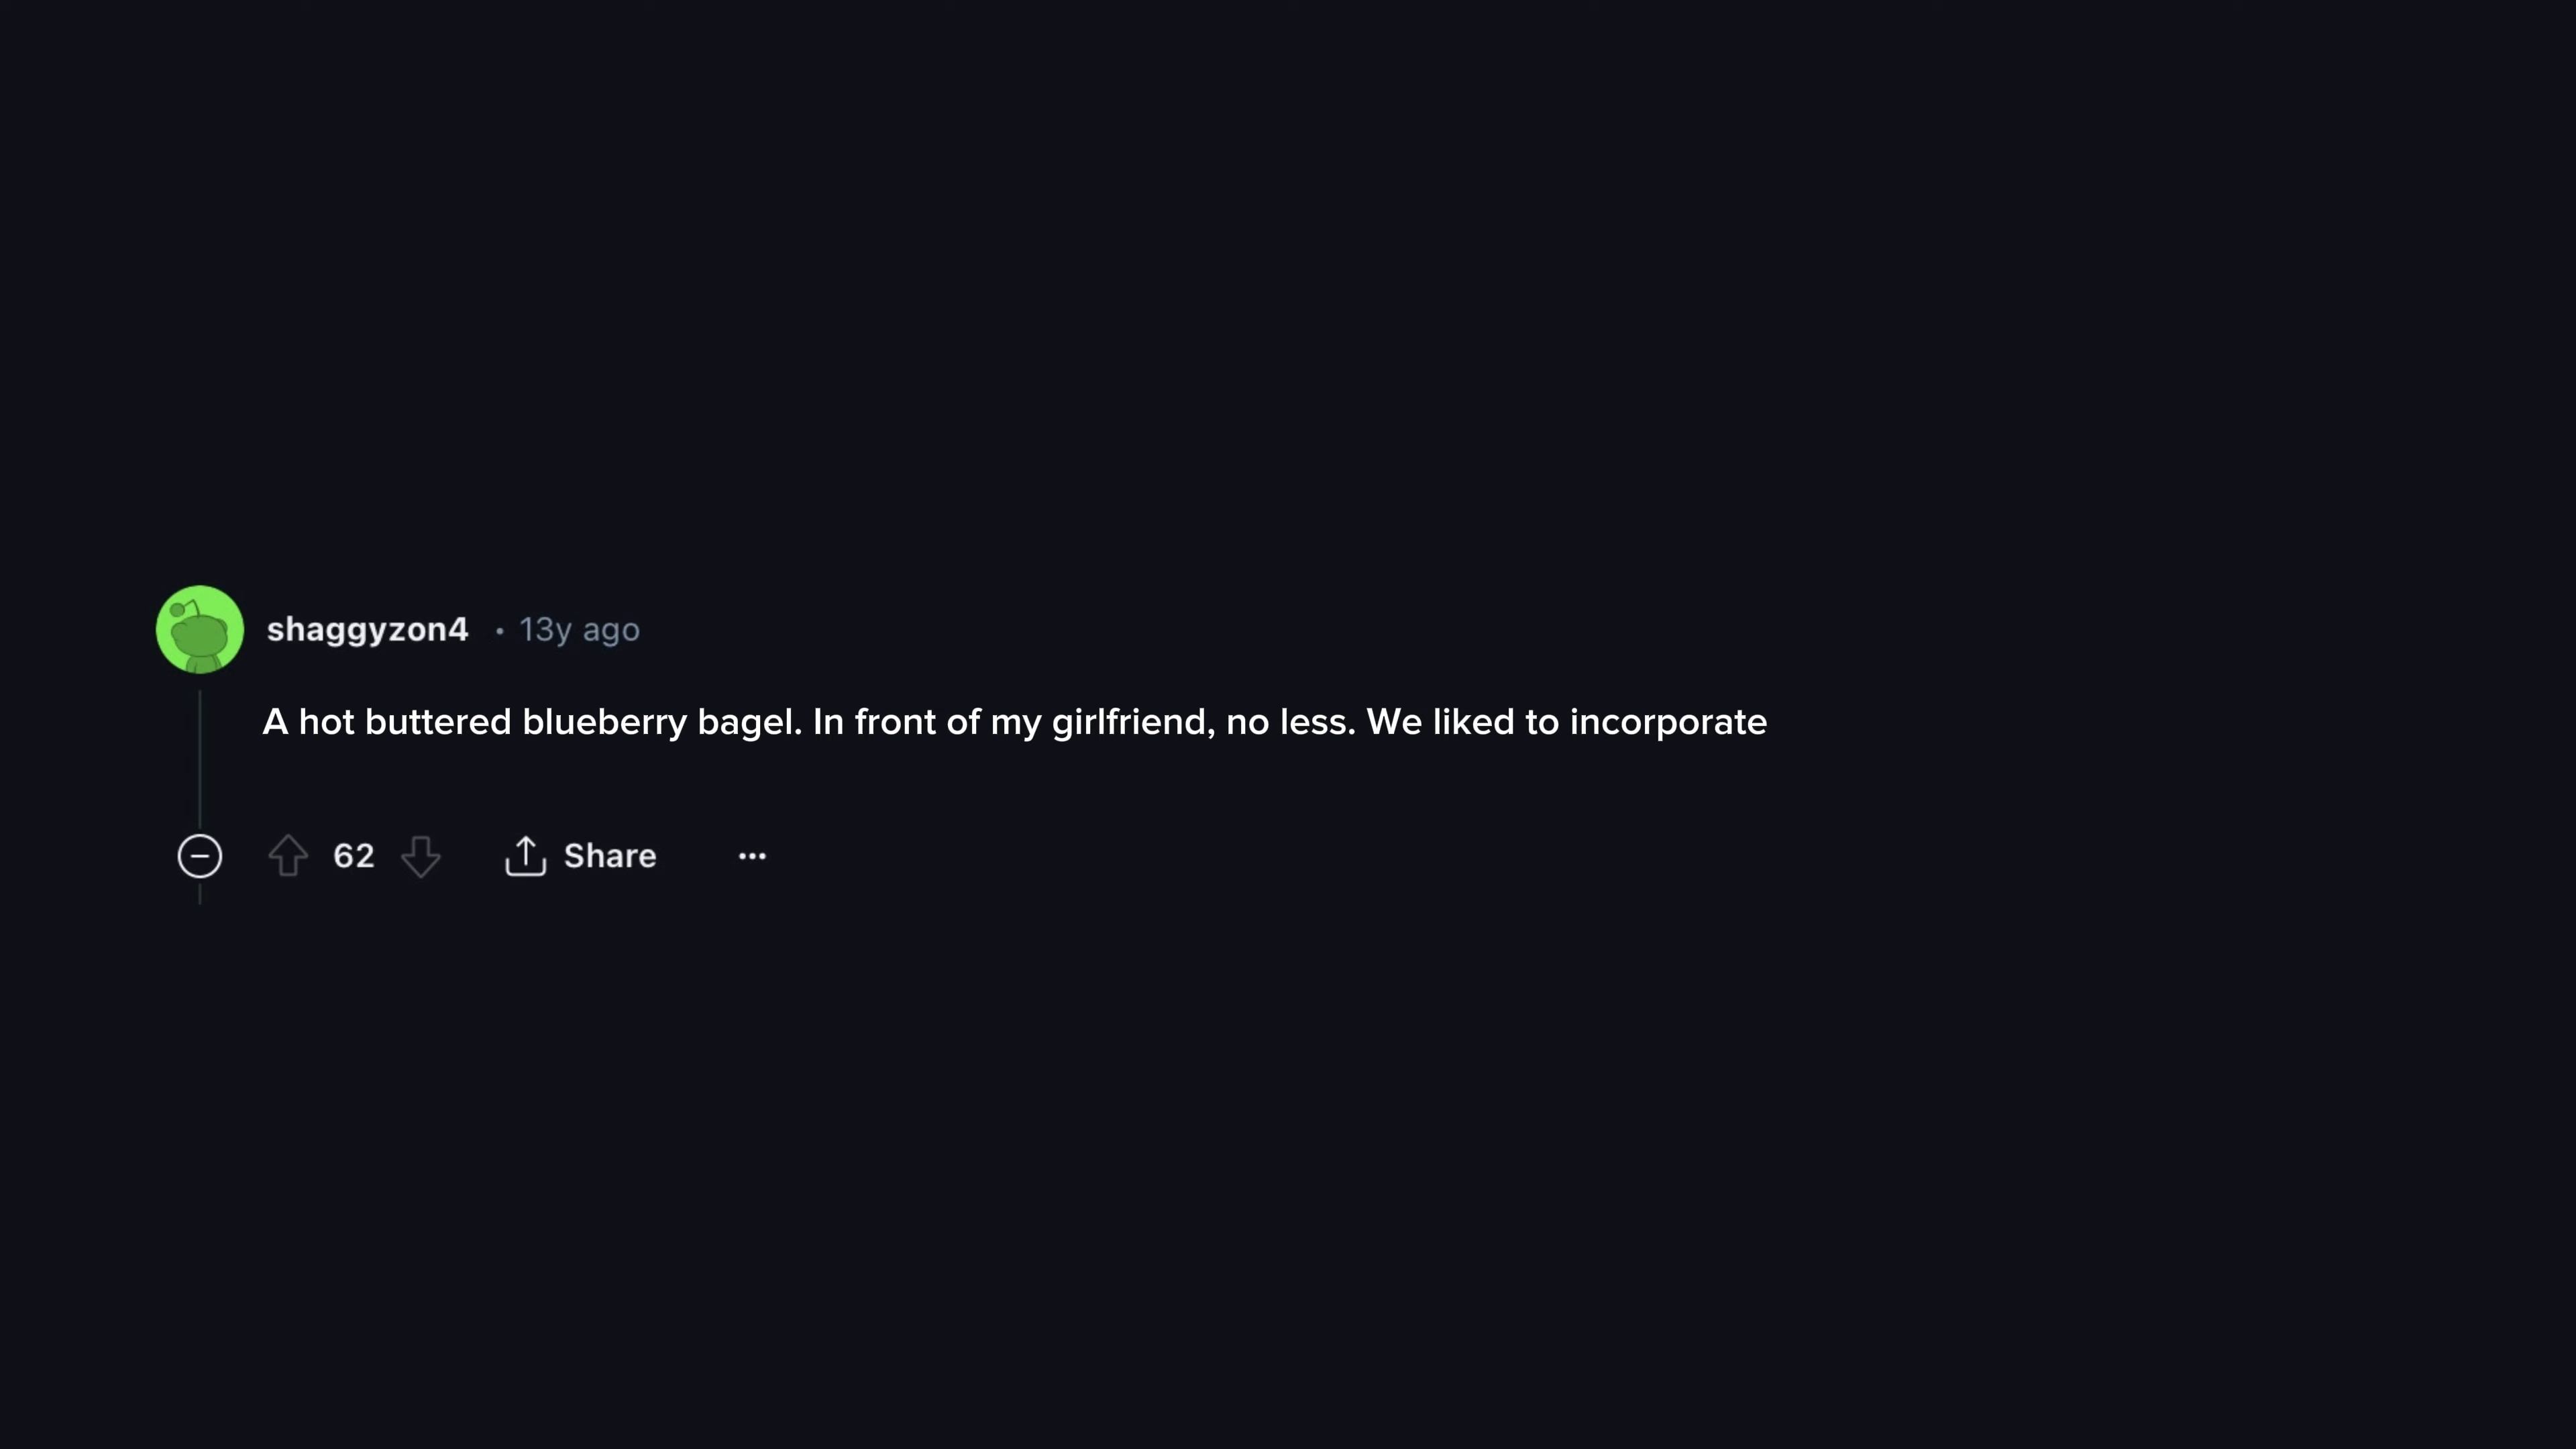 shaggyzon4 • 13y ago
A hot buttered blueberry bagel. In front of my girlfriend, no less. We liked to incorporate
62 Share ...